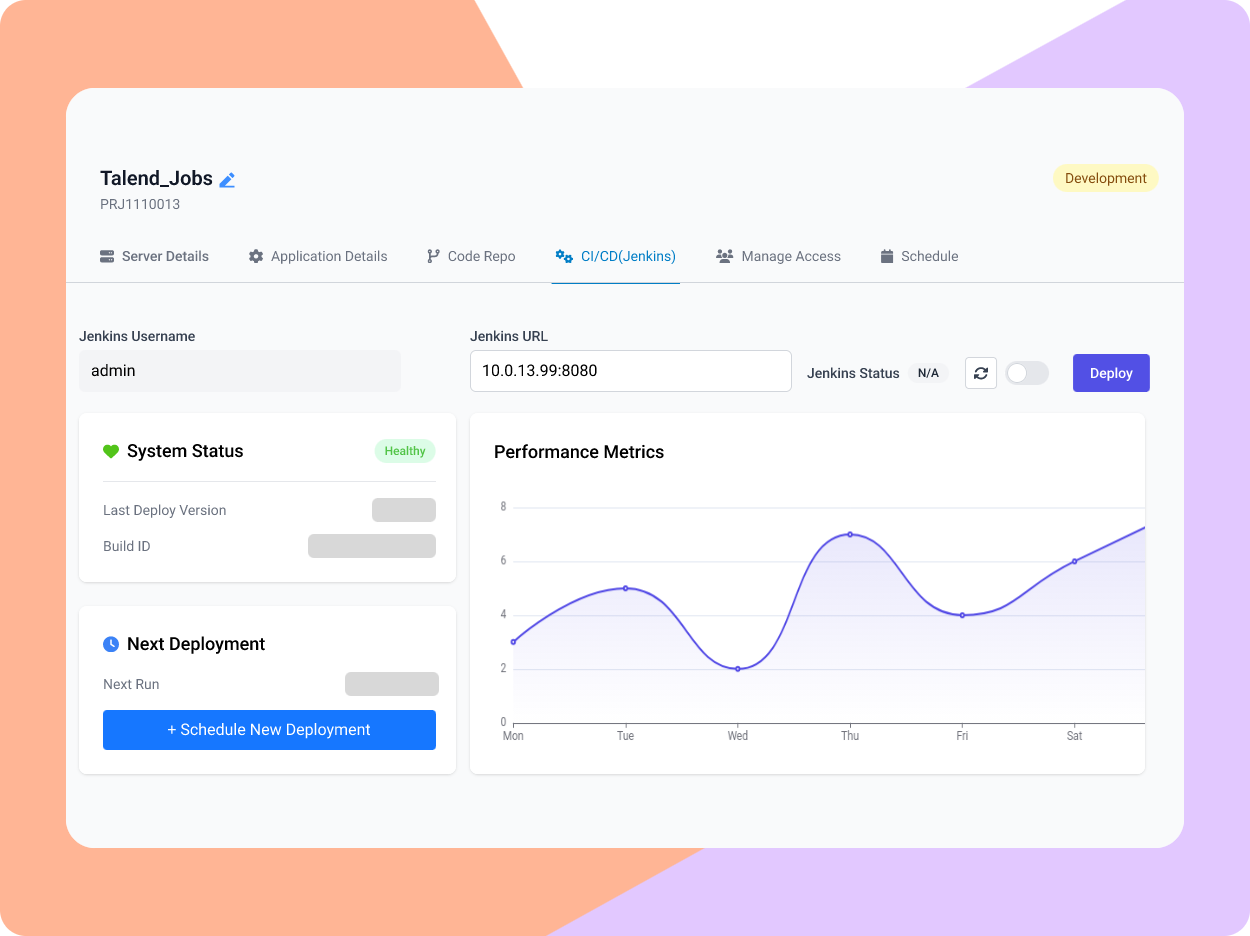 Talend_Jobs
Development
PRJ1110013
Server Details Application Details Code Repo CI/CD(Jenkins) Manage Access Schedule
Jenkins Username
admin
Jenkins URL
10.0.13.99:8080
Jenkins Status N/A
Deploy
System Status
Healthy
Last Deploy Version
Build ID
Next Deployment
Next Run
+ Schedule New Deployment
Performance Metrics
8
6
4
2
0
Mon Tue Wed Thu Fri Sat